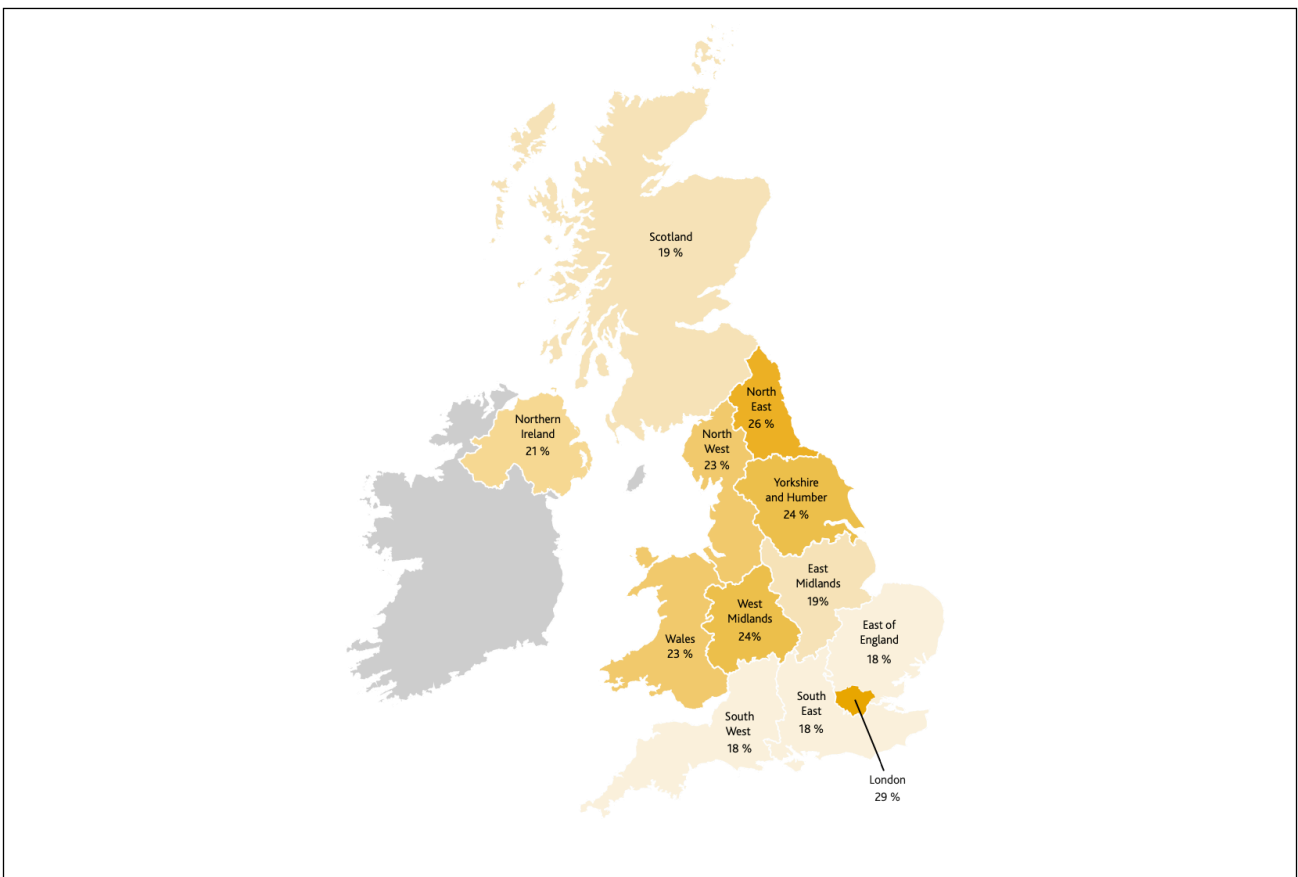 Scotland
19 %
North
East
26 %
Northern
Ireland
21 %
North
West
23 %
Yorkshire
and Humber
24 %
East
Midlands
19%
West
Midlands
24%
East of
England
18 %
Wales
23 %
South
East
18 %
South
West
18 %
London
29 %